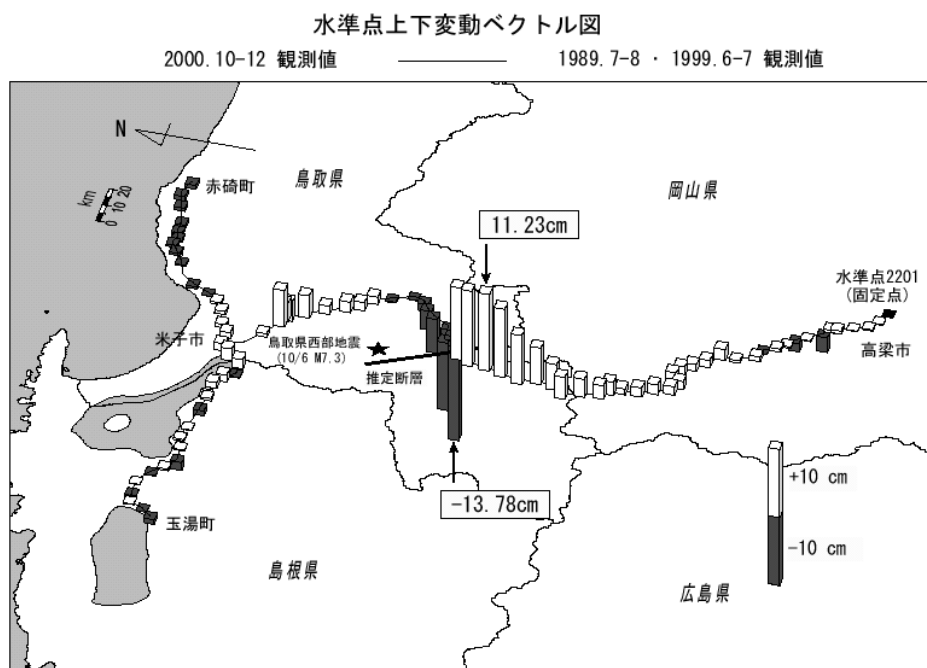 水準点上下変動ベクトル図
2000.10-12 観測値 ――― 1989.7-8 ・ 1999.6-7 観測値
N
赤碕町
鳥取県
岡山県
km
0 10 20
11.23cm
水準点2201
(固定点)
米子市
鳥取県西部地震
(10/6 M7.3)
推定断層
高梁市
+10 cm
-13.78cm
玉湯町
-10 cm
島根県
広島県